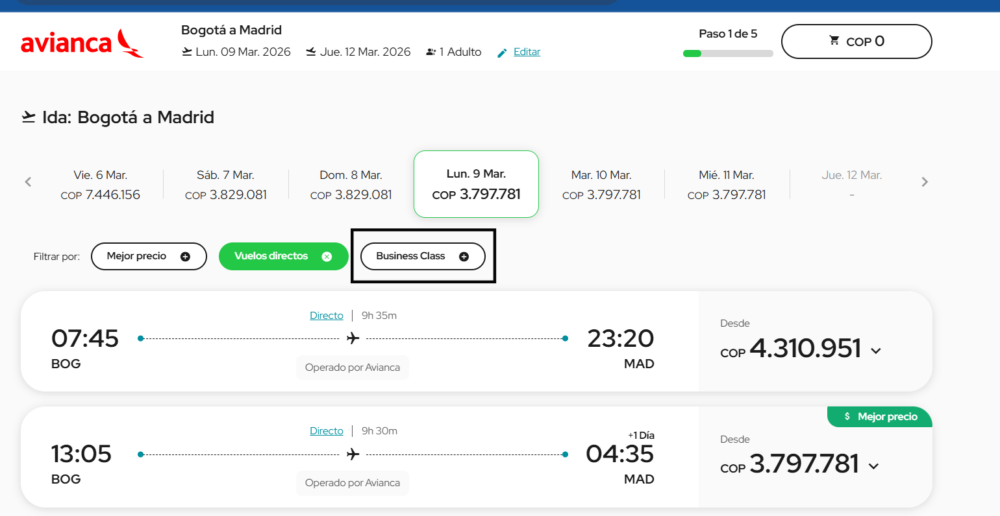 avianca
Bogotá a Madrid
Lun. 09 Mar. 2026 Jue. 12 Mar. 2026 1 Adulto Editar
Paso 1 de 5
COP 0
Ida: Bogotá a Madrid
Vie. 6 Mar. Sáb. 7 Mar. Dom. 8 Mar. Lun. 9 Mar. Mar. 10 Mar. Mié. 11 Mar. Jue. 12 Mar.
COP 7.446.156 COP 3.829.081 COP 3.829.081 COP 3.797.781 COP 3.797.781 COP 3.797.781 -
Filtrar por: Mejor precio Vuelos directos Business Class
Directo | 9h 35m
07:45 23:20
BOG MAD
Operado por Avianca
Desde
COP 4.310.951
Mejor precio
Directo | 9h 30m
+1 Día
13:05 04:35
BOG MAD
Operado por Avianca
Desde
COP 3.797.781